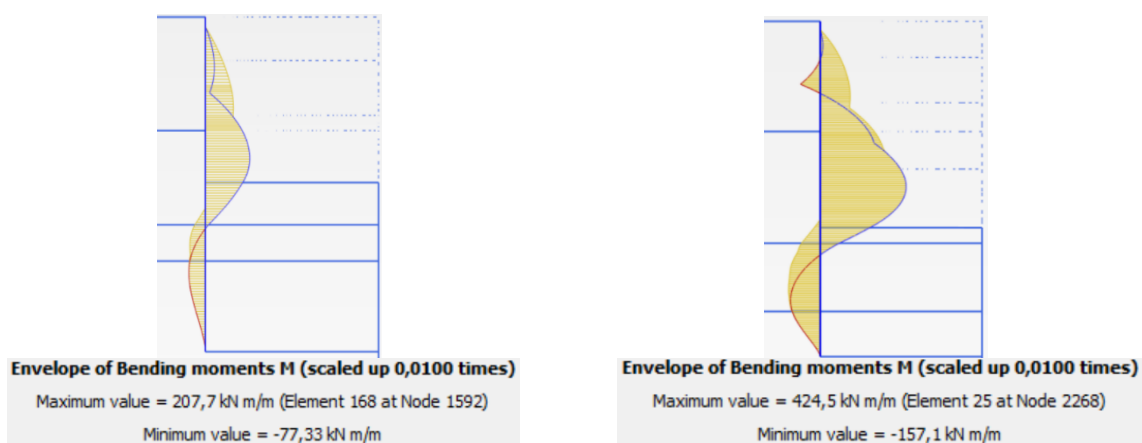 Envelope of Bending moments M (scaled up 0,0100 times)
Maximum value = 207,7 kN m/m (Element 168 at Node 1592)
Minimum value = -77,33 kN m/m
Envelope of Bending moments M (scaled up 0,0100 times)
Maximum value = 424,5 kN m/m (Element 25 at Node 2268)
Minimum value = -157,1 kN m/m